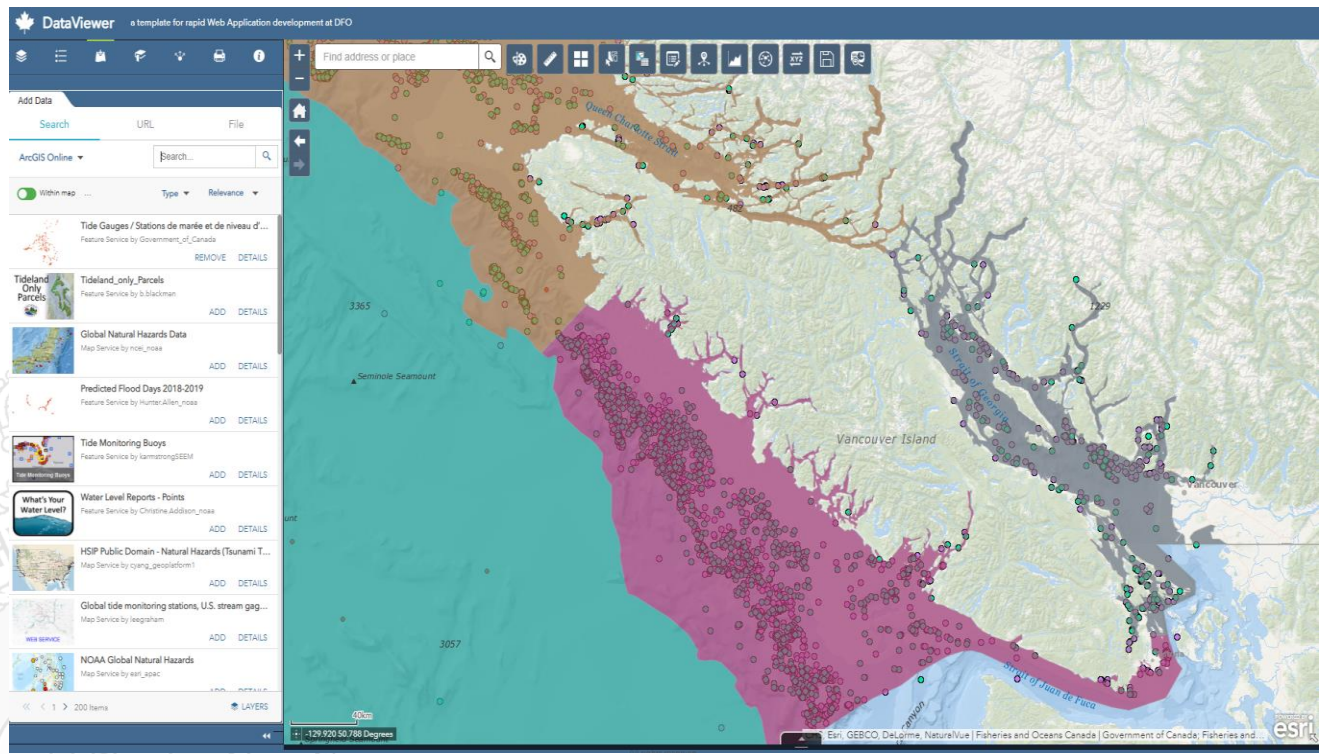 DataViewer a template for rapid Web Application development at DFO
Add Data
Search URL File
ArcGIS Online Search...
Within map ... Type Relevance
Tide Gauges / Stations de marée et de niveau d'...
Feature Service by Government_of_Canada
REMOVE DETAILS
Tideland
Only
Parcels
Tideland_only_Parcels
Feature Service by b.blackman
ADD DETAILS
Global Natural Hazards Data
Map Service by ncei_noaa
ADD DETAILS
Predicted Flood Days 2018-2019
Feature Service by Hunter.Allen_noaa
ADD DETAILS
Tide Monitoring Buoys
Tide Monitoring Buoys
Feature Service by karmstrongSEEM
ADD DETAILS
What's Your
Water Level?
Water Level Reports - Points
Feature Service by Christine.Addison_noaa
ADD DETAILS
HSIP Public Domain - Natural Hazards (Tsunami T...
Map Service by cyang_geoplatform1
ADD DETAILS
WEB SERVICE
Global tide monitoring stations, U.S. stream gag...
Map Service by leegraham
ADD DETAILS
NOAA Global Natural Hazards
Map Service by esri_apac
ADD DETAILS
1 200 Items LAYERS
Find address or place
XYZ
Queen Charlotte Strait
482
3365
1229
Seminole Seamount
Strait of Georgia
Vancouver Island
Vancouver
unt
3057
Strait of Juan de Fuca
canyon
40km
-129.920 50.788 Degrees
Esri, GEBCO, DeLorme, NaturalVue | Fisheries and Oceans Canada | Government of Canada; Fisheries and...
POWERED BY
esri